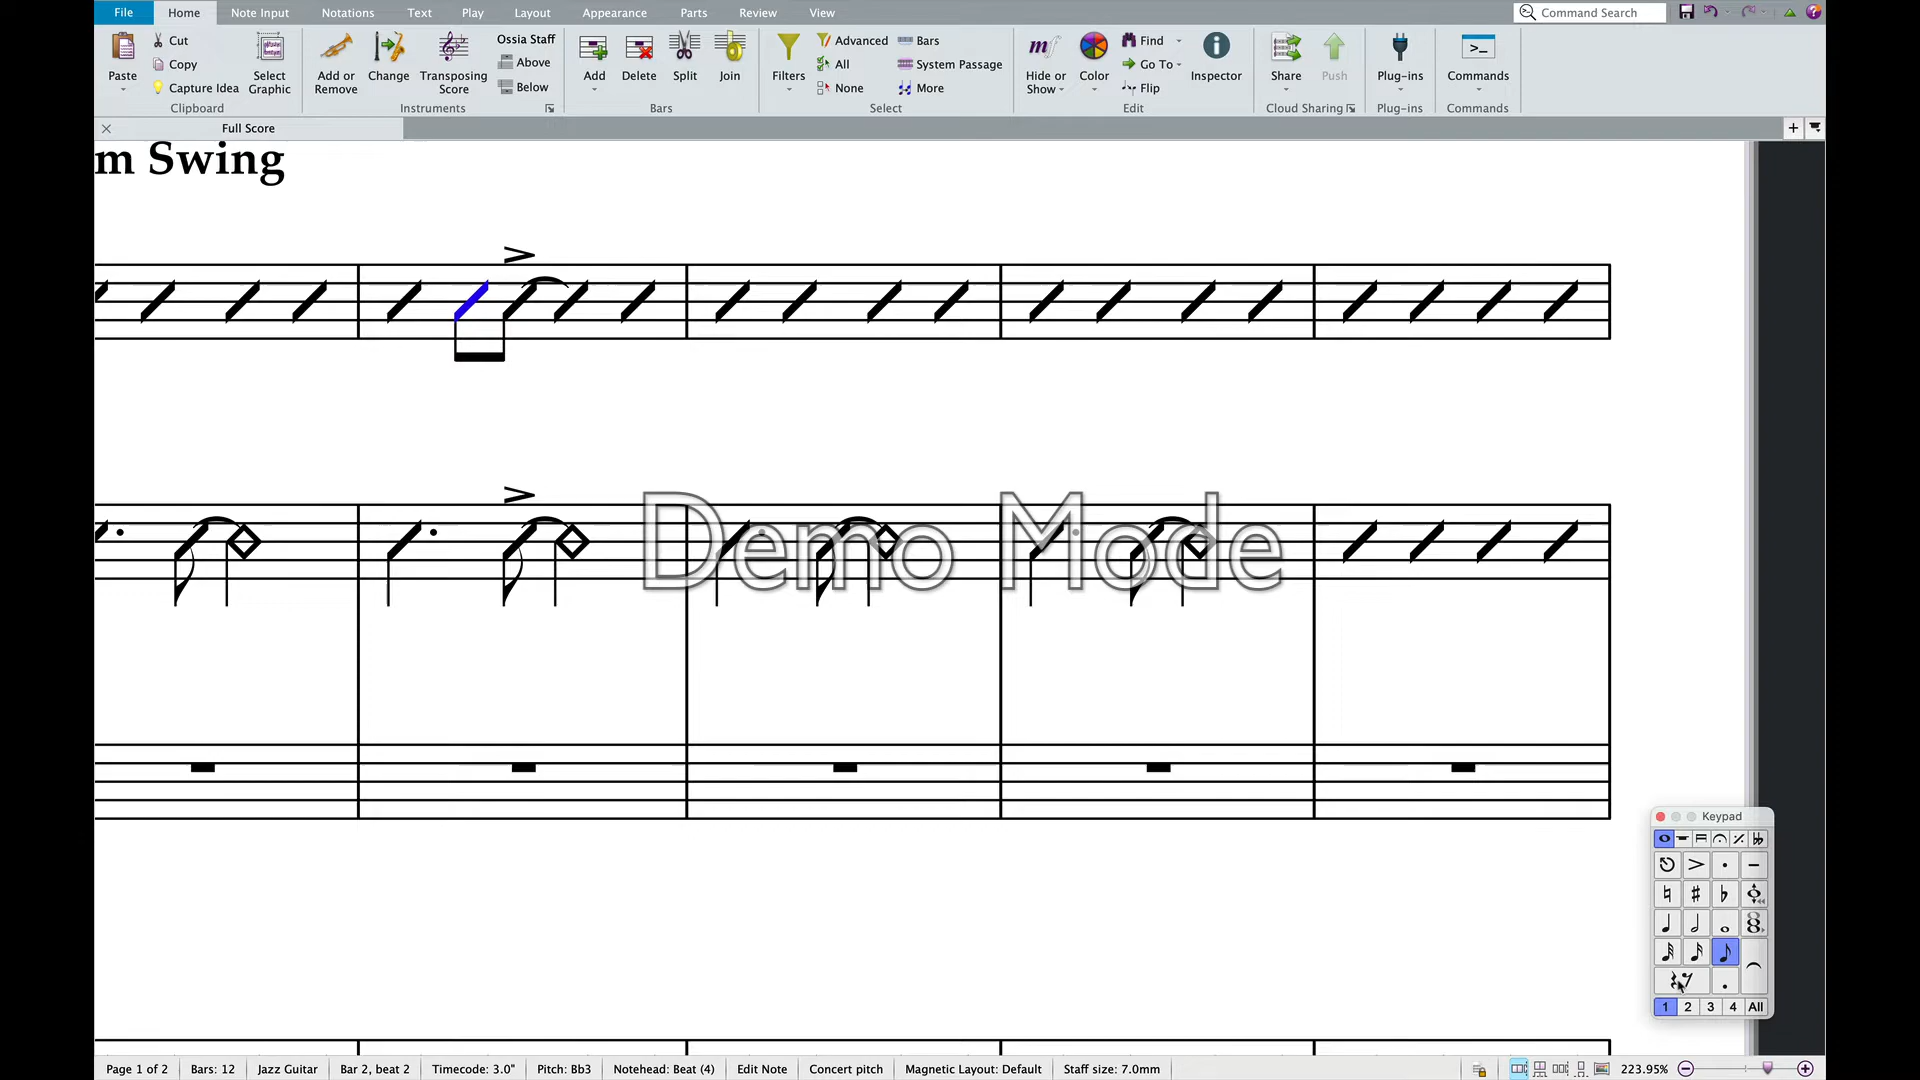 File Home Note Input Notations Text Play Layout Appearance Parts Review View Command Search
Paste Cut Copy Capture Idea Select Graphic Clipboard
Add or Remove Change Transposing Score Ossia Staff Above Below Instruments
Add Delete Split Join Bars
Filters Advanced All None Bars System Passage More Select
Hide or Show Color Find Go To Flip Inspector Edit
Share Push Cloud Sharing
Plug-ins Plug-ins
Commands Commands
Full Score
m Swing
Demo Mode
Keypad
1 2 3 4 All
Page 1 of 2 Bars: 12 Jazz Guitar Bar 2, beat 2 Timecode: 3.0" Pitch: Bb3 Notehead: Beat (4) Edit Note Concert pitch Magnetic Layout: Default Staff size: 7.0mm 223.95%